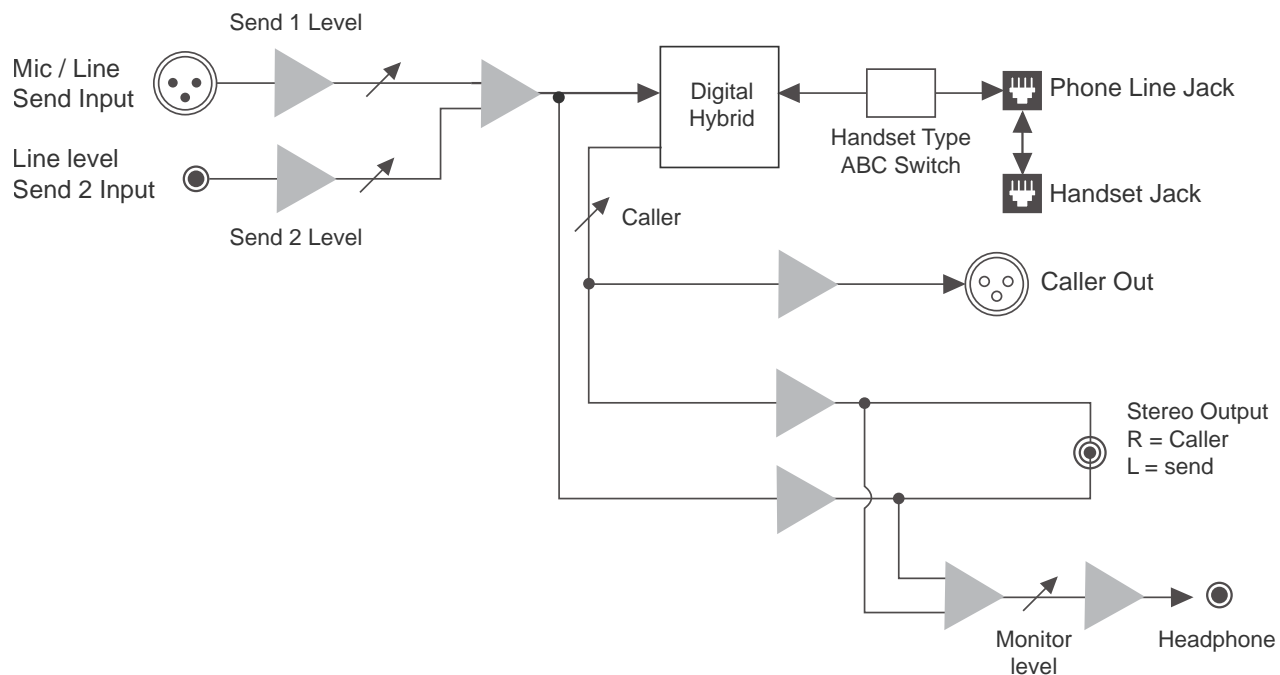 Send 1 Level
Mic / Line
Send Input
Line level
Send 2 Input
Send 2 Level
Digital
Hybrid
Handset Type
ABC Switch
Phone Line Jack
Handset Jack
Caller
Caller Out
Stereo Output
R = Caller
L = send
Monitor
level
Headphone